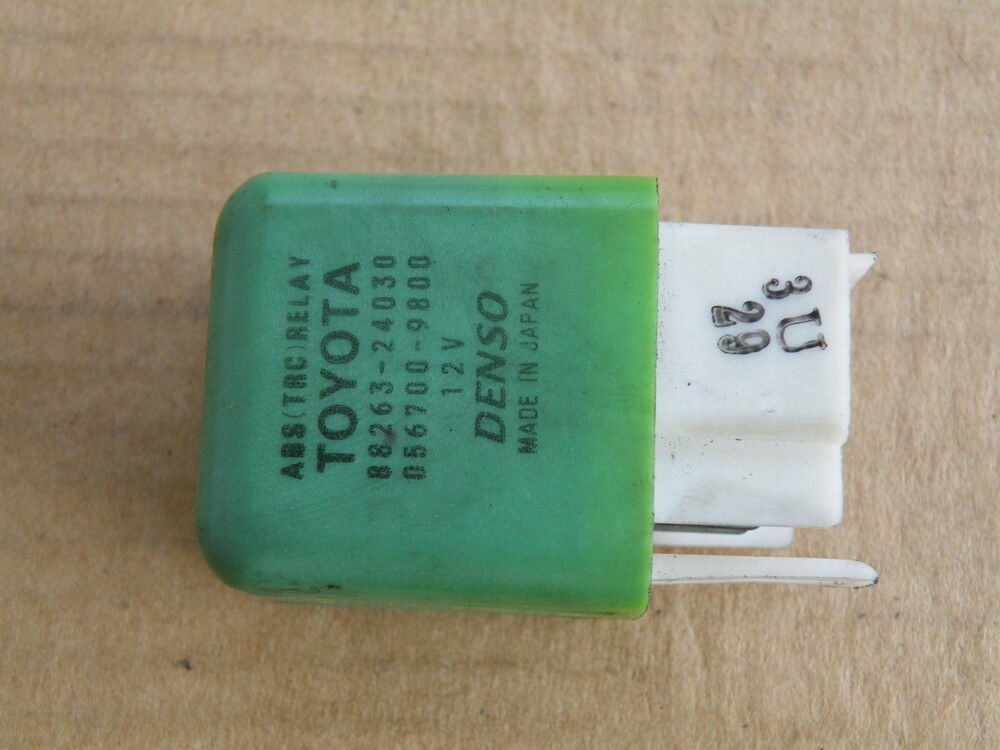 ABS(TRC)RELAY
TOYOTA
88263-24030
056700-9800
12V
DENSO
MADE IN JAPAN
3U
29